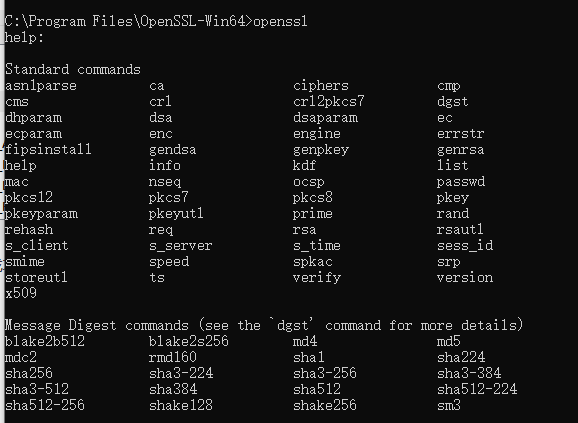 C:\Program Files\OpenSSL-Win64>openssl
help:
Standard commands
asn1parse ca ciphers cmp
cms crl crl2pkcs7 dgst
dhparam dsa dsaparam ec
ecparam enc engine errstr
fipsinstall gendsa genpkey genrsa
help info kdf list
mac nseq ocsp passwd
pkcs12 pkcs7 pkcs8 pkey
pkeyparam pkeyutl prime rand
rehash req rsa rsautl
s_client s_server s_time sess_id
smime speed spkac srp
storeutl ts verify version
x509
Message Digest commands (see the `dgst' command for more details)
blake2b512 blake2s256 md4 md5
mdc2 rmd160 sha1 sha224
sha256 sha3-224 sha3-256 sha3-384
sha3-512 sha384 sha512 sha512-224
sha512-256 shake128 shake256 sm3